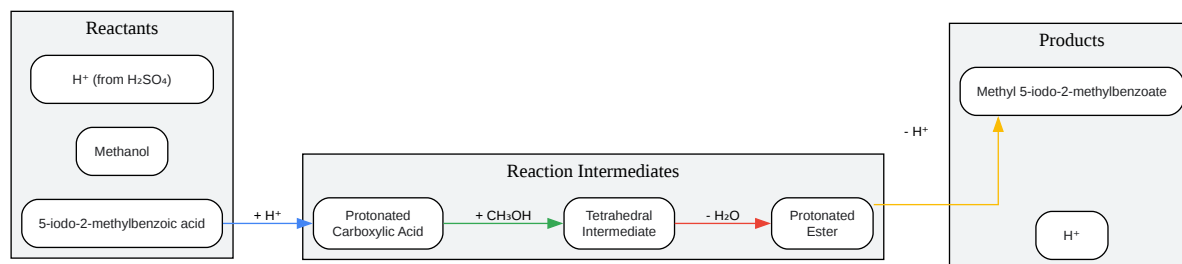 Reactants
H⁺ (from H₂SO₄)
Methanol
5-iodo-2-methylbenzoic acid
+ H⁺
Reaction Intermediates
Protonated
Carboxylic Acid
+ CH₃OH
Tetrahedral
Intermediate
- H₂O
Protonated
Ester
- H⁺
Products
Methyl 5-iodo-2-methylbenzoate
H⁺